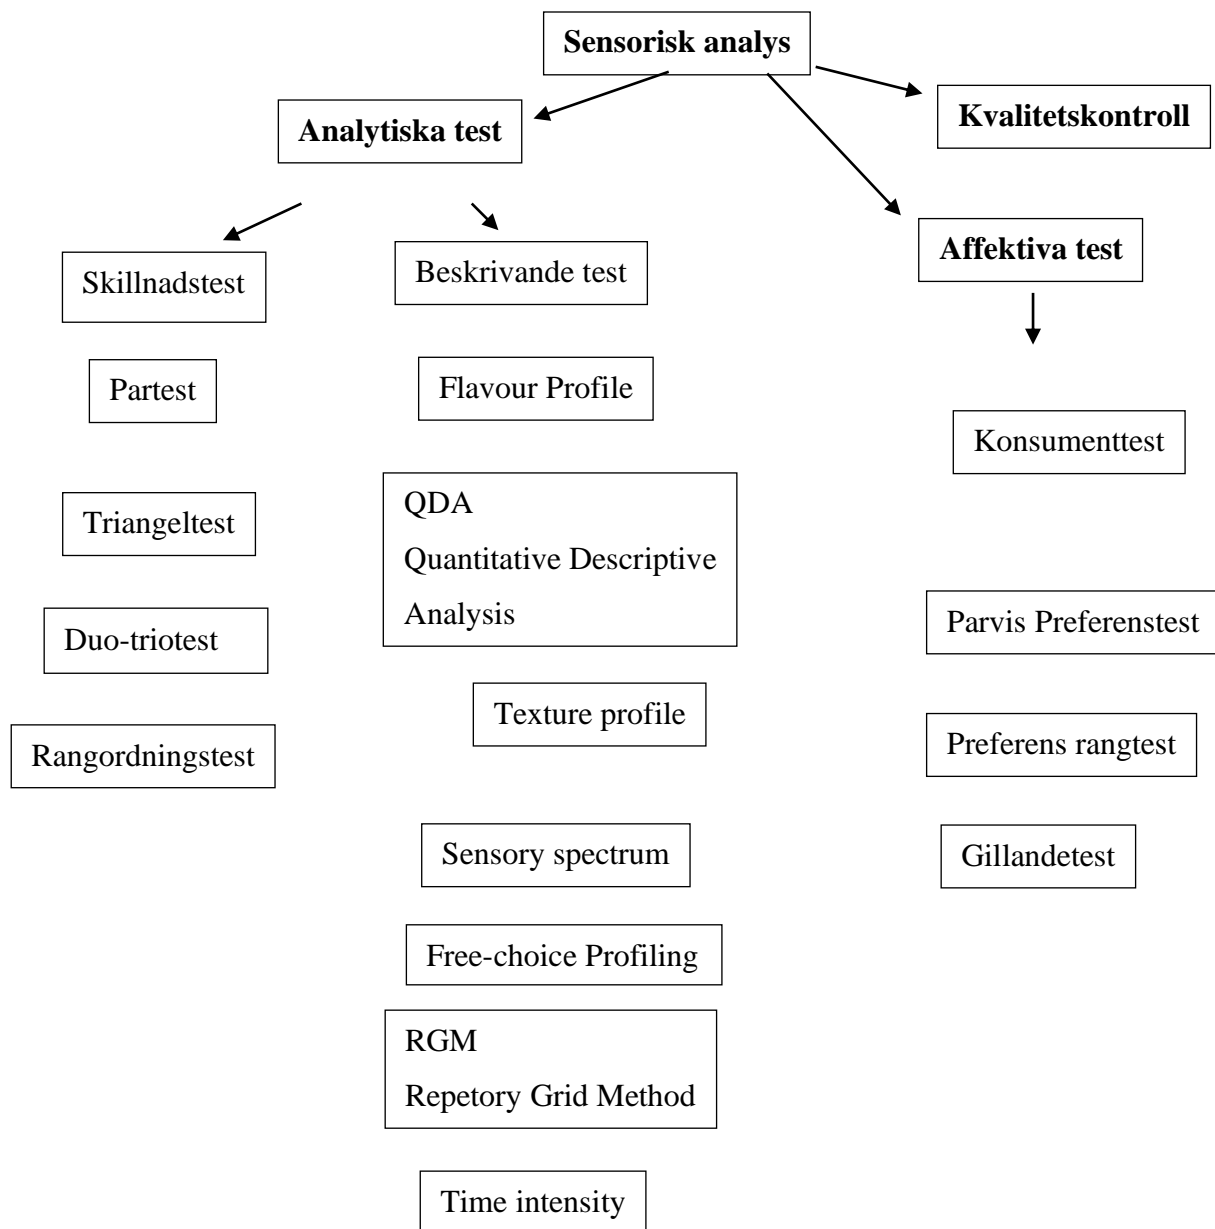 Sensorisk analys
Analytiska test
Kvalitetskontroll
Skillnadstest
Beskrivande test
Affektiva test
Partest
Flavour Profile
Konsumenttest
Triangeltest
QDA
Quantitative Descriptive
Analysis
Duo-triotest
Parvis Preferenstest
Rangordningstest
Texture profile
Preferens rangtest
Sensory spectrum
Gillandetest
Free-choice Profiling
RGM
Repetory Grid Method
Time intensity